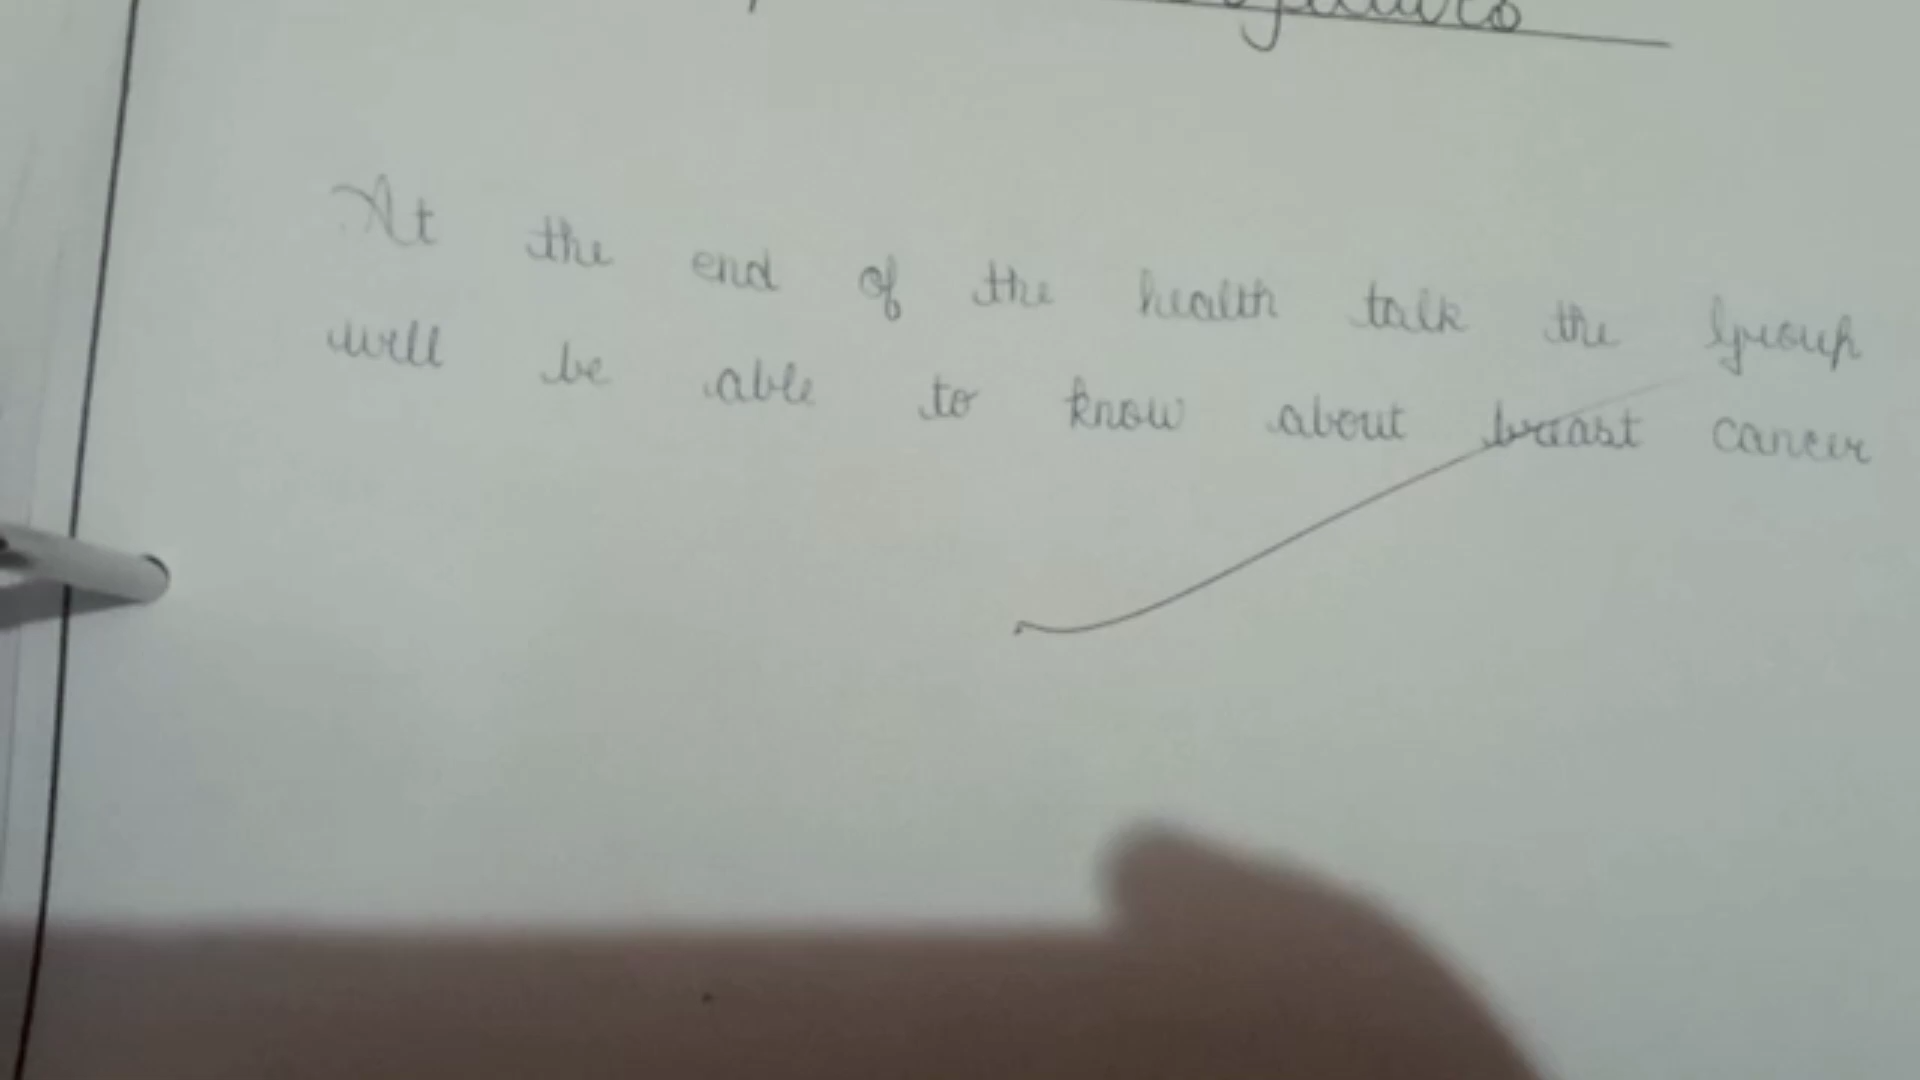 At the end of the health talk the group
will be able to know about breast cancer